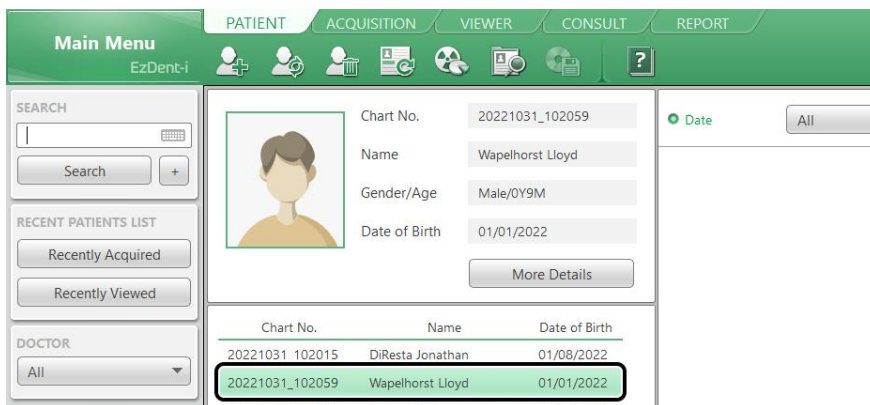 Main Menu
EzDent-i
PATIENT
ACQUISITION
VIEWER
CONSULT
REPORT
?
SEARCH
Search
+
RECENT PATIENTS LIST
Recently Acquired
Recently Viewed
DOCTOR
All
Chart No. 20221031_102059
Name Wapelhorst Lloyd
Gender/Age Male/0Y9M
Date of Birth 01/01/2022
More Details
Chart No. Name Date of Birth
20221031_102015 DiResta Jonathan 01/08/2022
20221031_102059 Wapelhorst Lloyd 01/01/2022
Date All